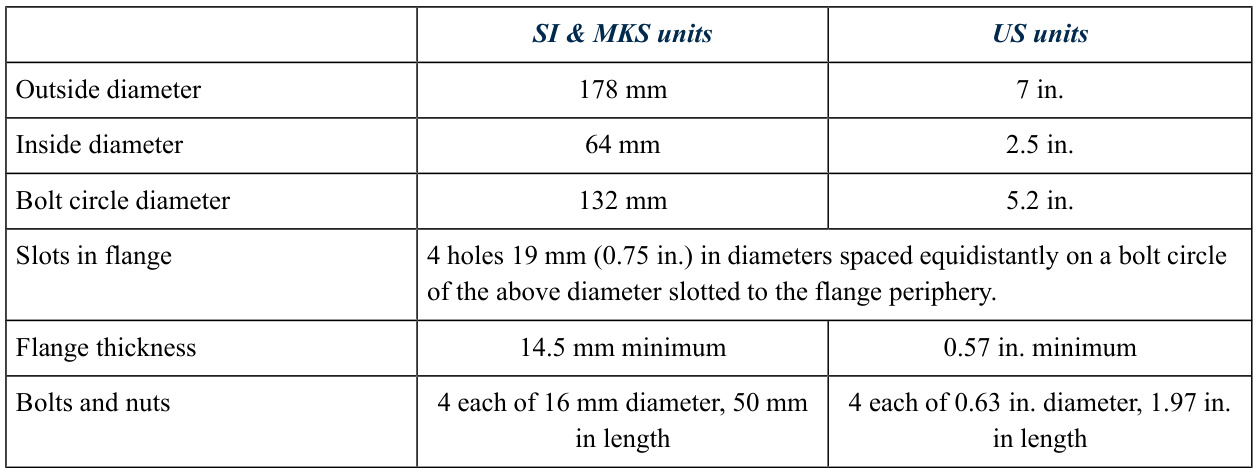 SI & MKS units US units
Outside diameter 178 mm 7 in.
Inside diameter 64 mm 2.5 in.
Bolt circle diameter 132 mm 5.2 in.
Slots in flange 4 holes 19 mm (0.75 in.) in diameters spaced equidistantly on a bolt circle
of the above diameter slotted to the flange periphery.
Flange thickness 14.5 mm minimum 0.57 in. minimum
Bolts and nuts 4 each of 16 mm diameter, 50 mm 4 each of 0.63 in. diameter, 1.97 in.
in length in length